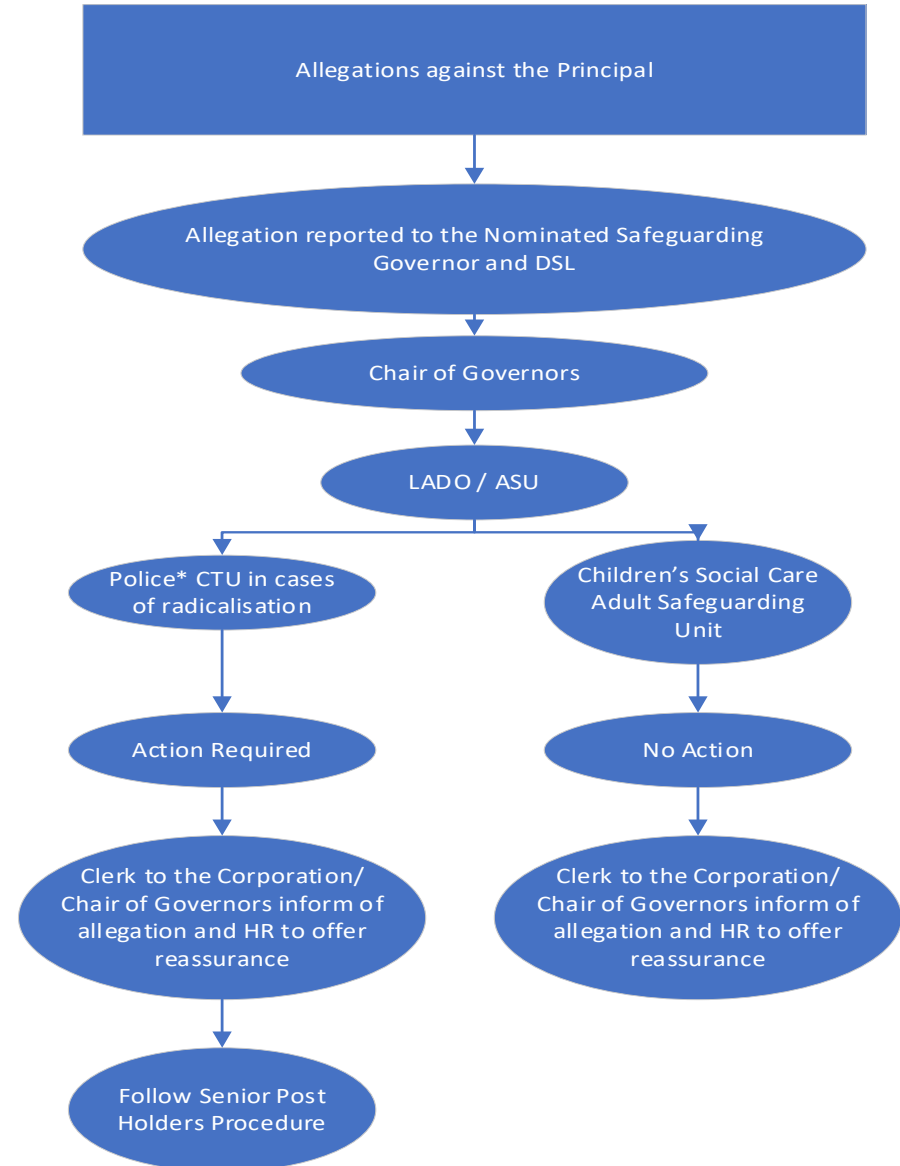 Allegations against the Principal
Allegation reported to the Nominated Safeguarding
Governor and DSL
Chair of Governors
LADO / ASU
Police* CTU in cases
of radicalisation
Children’s Social Care
Adult Safeguarding
Unit
Action Required
No Action
Clerk to the Corporation/
Chair of Governors inform of
allegation and HR to offer
reassurance
Clerk to the Corporation/
Chair of Governors inform of
allegation and HR to offer
reassurance
Follow Senior Post
Holders Procedure